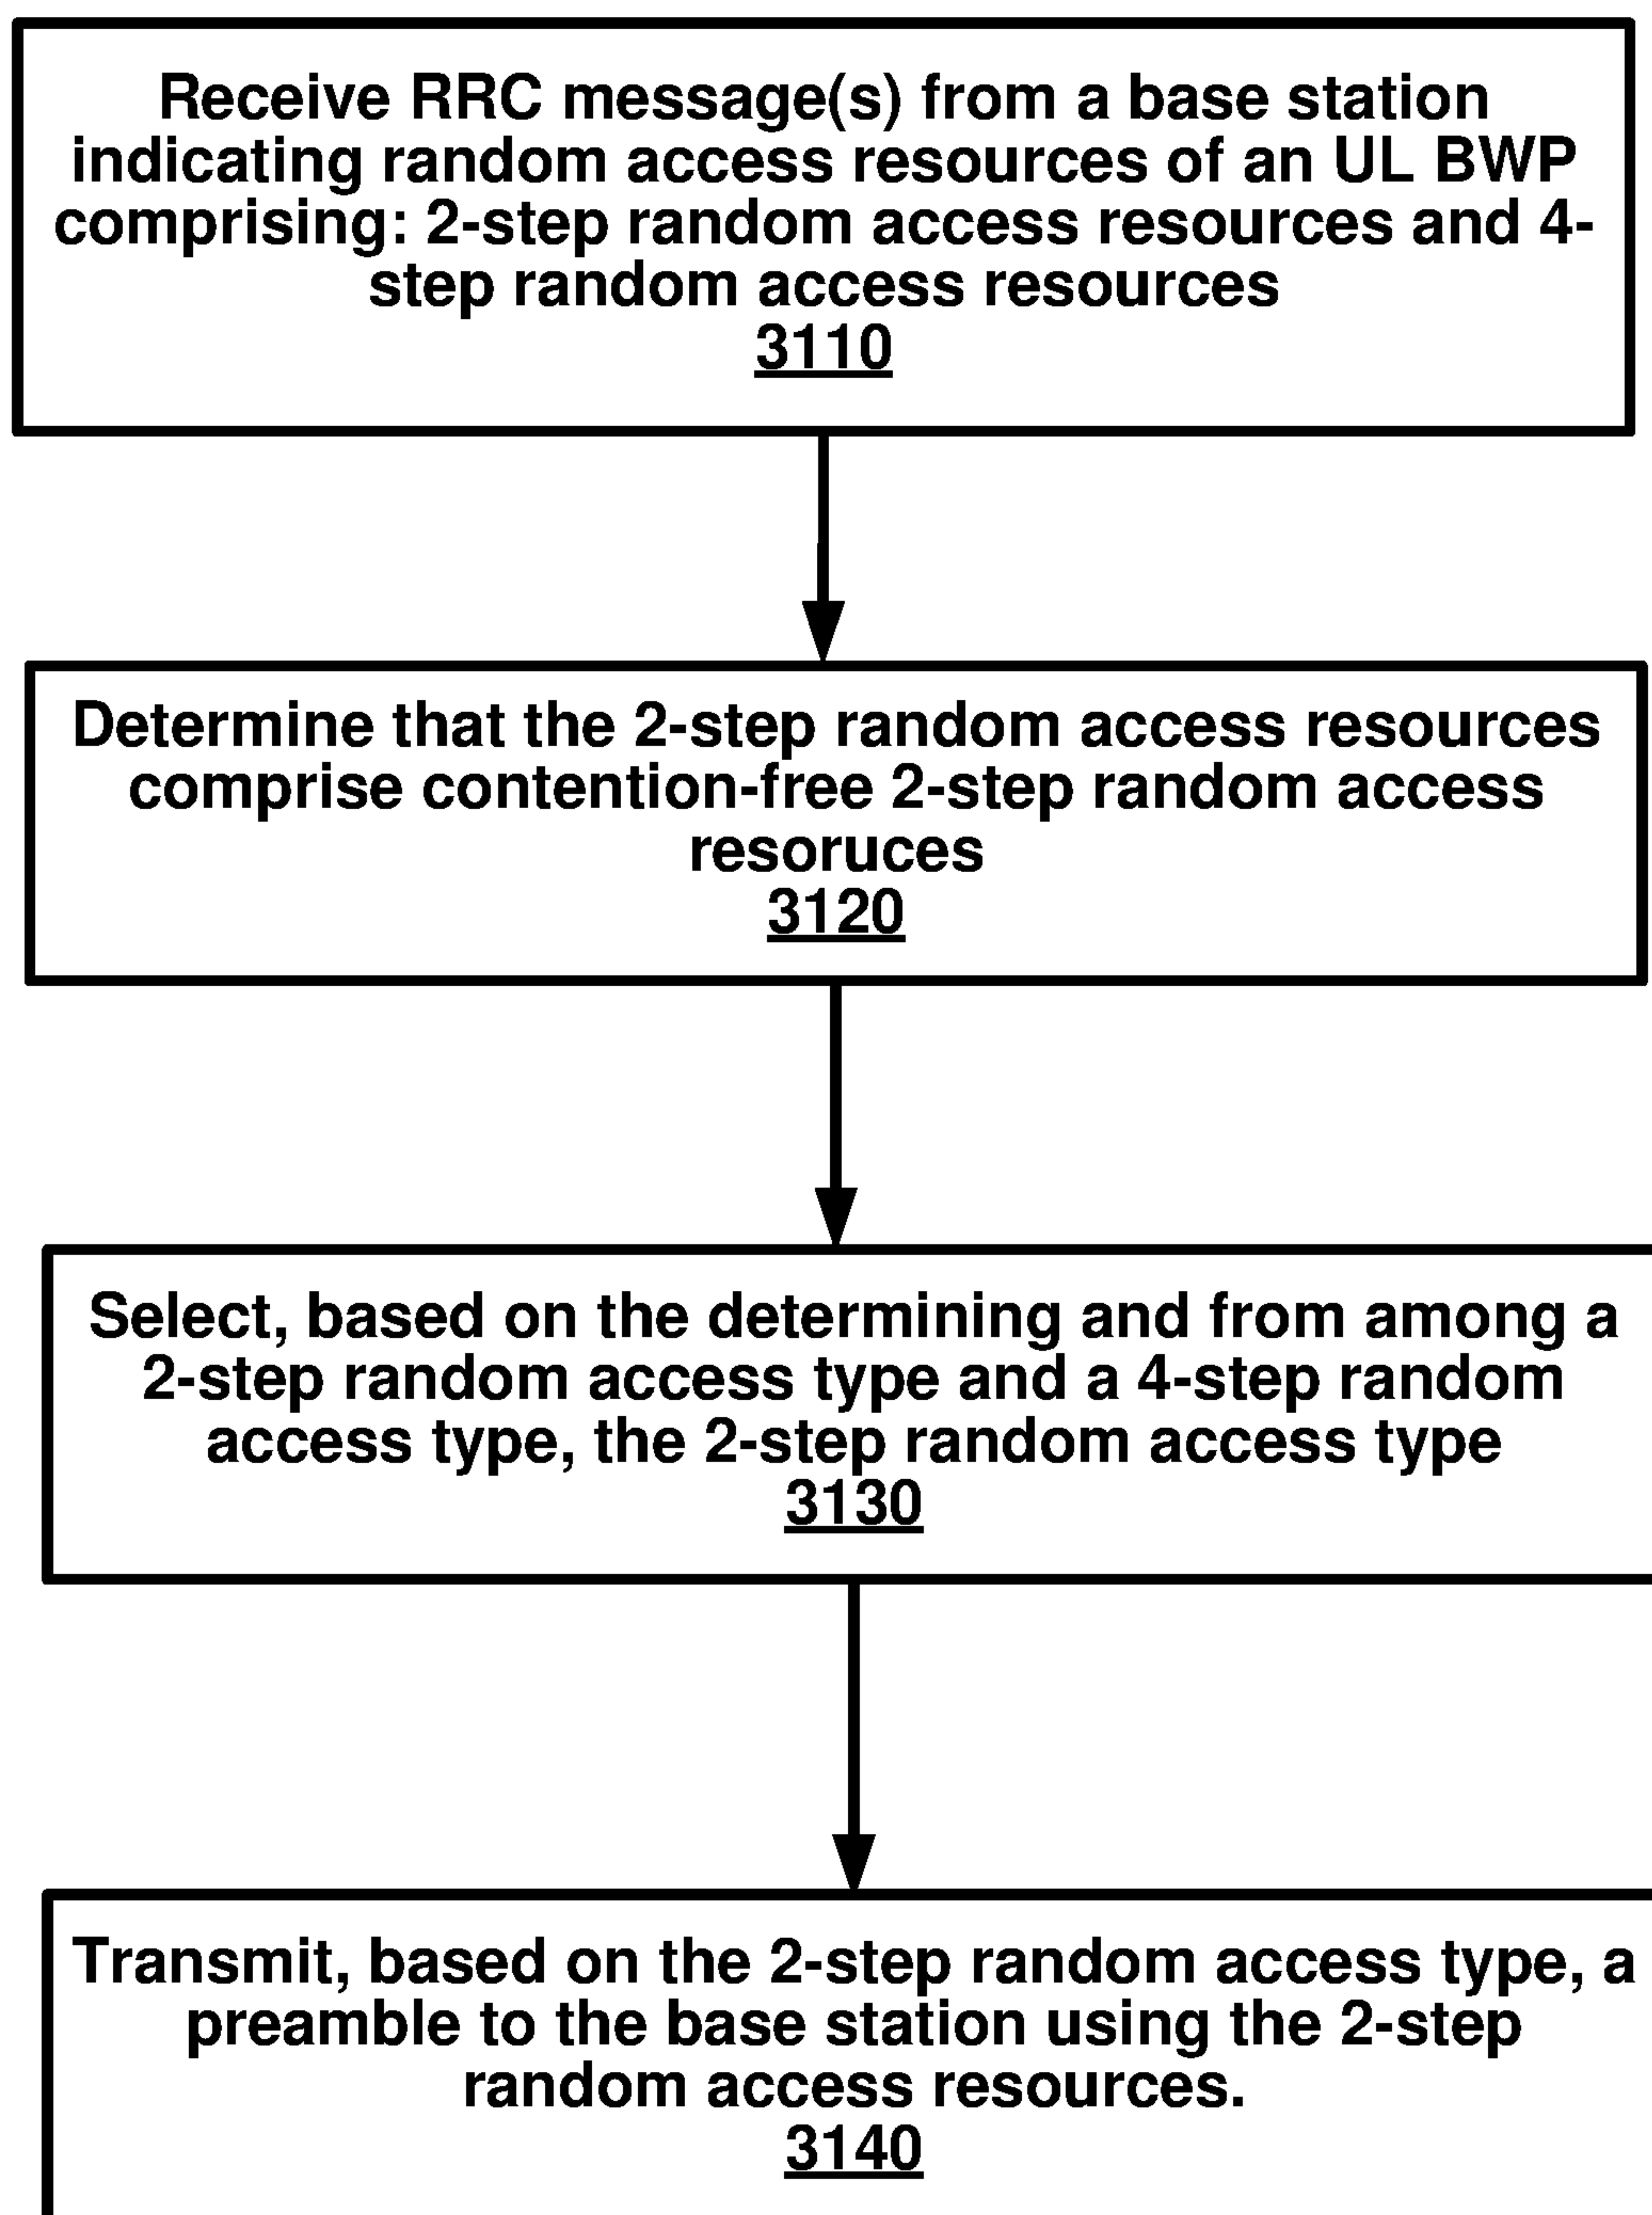 Receive RRC message(s) from a base station
indicating random access resources of an UL BWP
comprising: 2-step random access resources and 4-
step random access resources
3110
Determine that the 2-step random access resources
comprise contention-free 2-step random access
resoruces
3120
Select, based on the determining and from among a
2-step random access type and a 4-step random
access type, the 2-step random access type
3130
Transmit, based on the 2-step random access type, a
preamble to the base station using the 2-step
random access resources.
3140